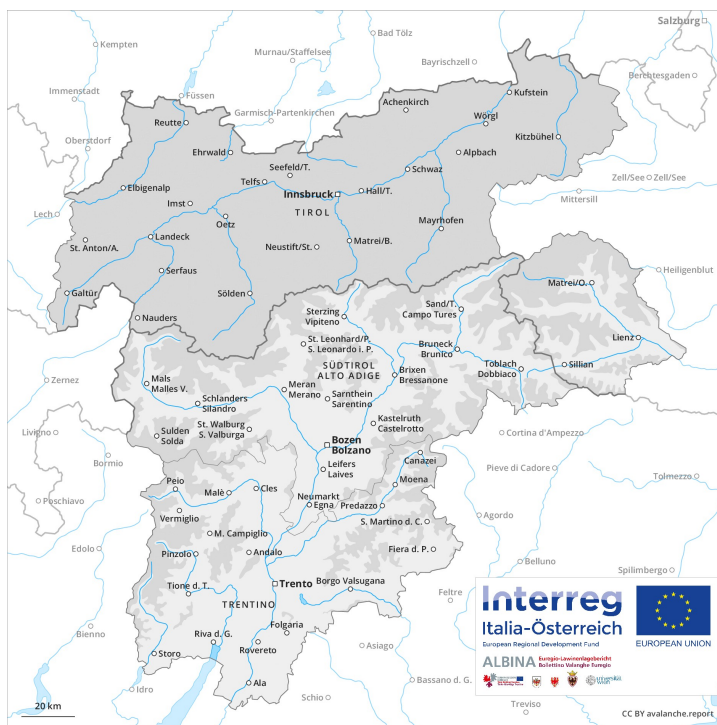 Salzburg
Bad Tölz
Kempten
Murnau/Staffelsee
Bayrischzell
Berchtesgaden
Immenstadt
Füssen
Kufstein
Achenkirch
Garmisch-Partenkirchen
Wörgl
Reutte
Kitzbühel
Oberstdorf
Ehrwald
Alpbach
Seefeld/T.
Schwaz
Telfs
Zell/See
Zell/See
Elbigenalp
Innsbruck
Hall/T.
Mittersill
Imst
TIROL
Lech
Oetz
Mayrhofen
Landeck
St. Anton/A.
Neustift/St.
Matrei/B.
Serfaus
Heiligenblut
Matrei/O.
Galtür
Sölden
Sand/T.
Campo Tures
Nauders
Sterzing
Vipiteno
St. Leonhard/P.
S. Leonardo i. P.
Bruneck
Brunico
Lienz
SÜDTIROL
ALTO ADIGE
Toblach
Dobbiaco
Sillian
Brixen
Bressanone
Zernez
Mals
Malles V.
Meran
Merano
Schlanders
Silandro
Sarnthein
Sarentino
St. Walburg
S. Valburga
Kastelruth
Castelrotto
Livigno
Sulden
Solda
Bozen
Bolzano
Cortina d'Ampezzo
Bormio
Canazei
Leifers
Laives
Pieve di Cadore
Tolmezzo
Peio
Malè
Cles
Moena
Poschiavo
Neumarkt
Egna
Predazzo
Vermiglio
Agordo
S. Martino d. C.
M. Campiglio
Edolo
Pinzolo
Andalo
Fiera d. P.
Belluno
Spilimbergo
Tione d. T.
Trento
Borgo Valsugana
Feltre
TRENTINO
Bienno
Folgaria
Riva d. G.
Rovereto
Asiago
Storo
Idro
Ala
Schio
Bassano d. G.
Treviso
Interreg
Italia-Österreich
European Regional Development Fund
EUROPEAN UNION
ALBINA Euregio-Lawinenlagebericht
Bollettino Valanghe Euregio
universität
wien
20 km
CC BY avalanche.report